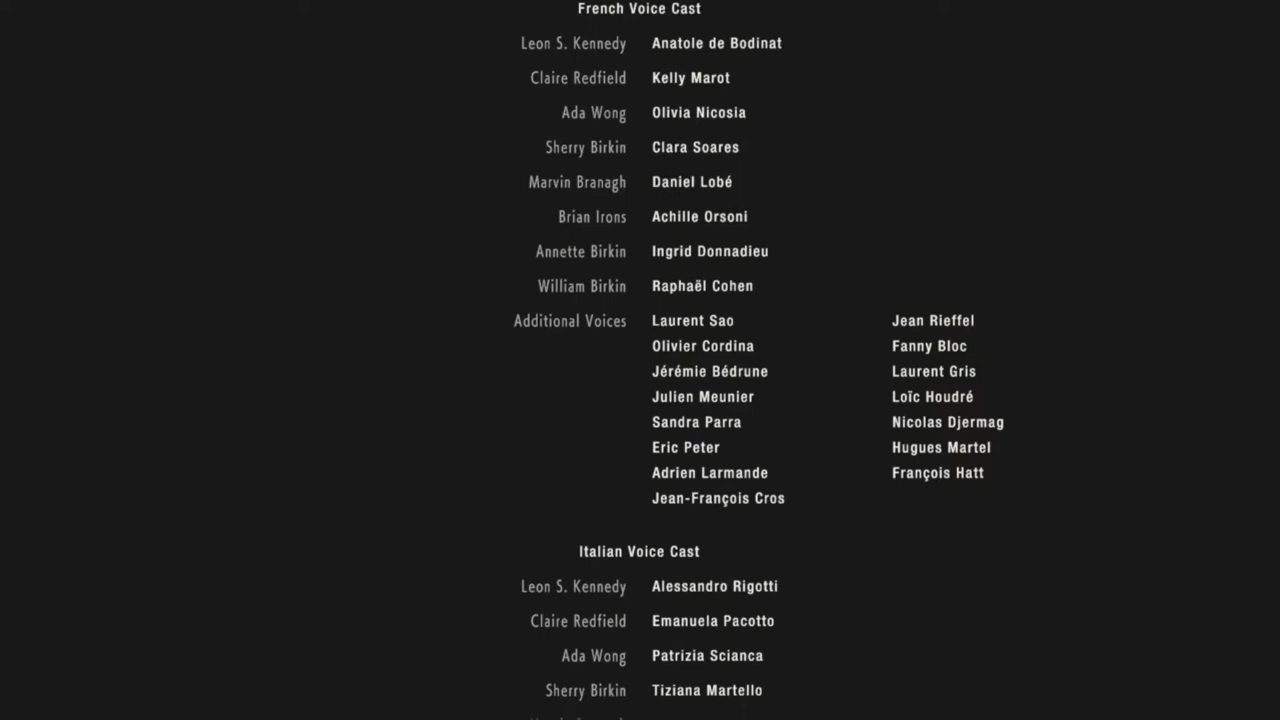 French Voice Cast
Leon S. Kennedy Anatole de Bodinat
Claire Redfield Kelly Marot
Ada Wong Olivia Nicosia
Sherry Birkin Clara Soares
Marvin Branagh Daniel Lobé
Brian Irons Achille Orsoni
Annette Birkin Ingrid Donnadieu
William Birkin Raphaël Cohen
Additional Voices Laurent Sao Jean Rieffel
Olivier Cordina Fanny Bloc
Jérémie Bédrune Laurent Gris
Julien Meunier Loïc Houdré
Sandra Parra Nicolas Djermag
Eric Peter Hugues Martel
Adrien Larmande François Hatt
Jean-François Cros
Italian Voice Cast
Leon S. Kennedy Alessandro Rigotti
Claire Redfield Emanuela Pacotto
Ada Wong Patrizia Scianca
Sherry Birkin Tiziana Martello